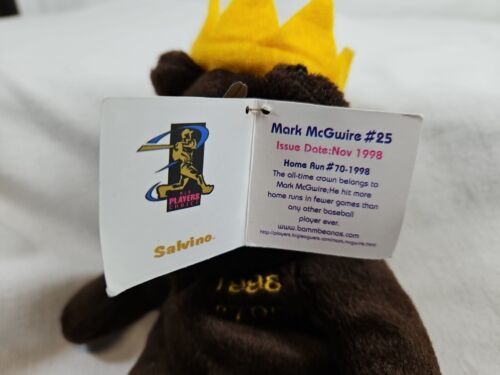 PLAYERS
CHOICE
Salvino
Mark McGwire #25
Issue Date:Nov 1998
Home Run #70-1998
The all-time crown belongs to
Mark McGwire;He hit more
home runs in fewer games than
any other baseball
player ever.
www.bammbeanos.com
1998